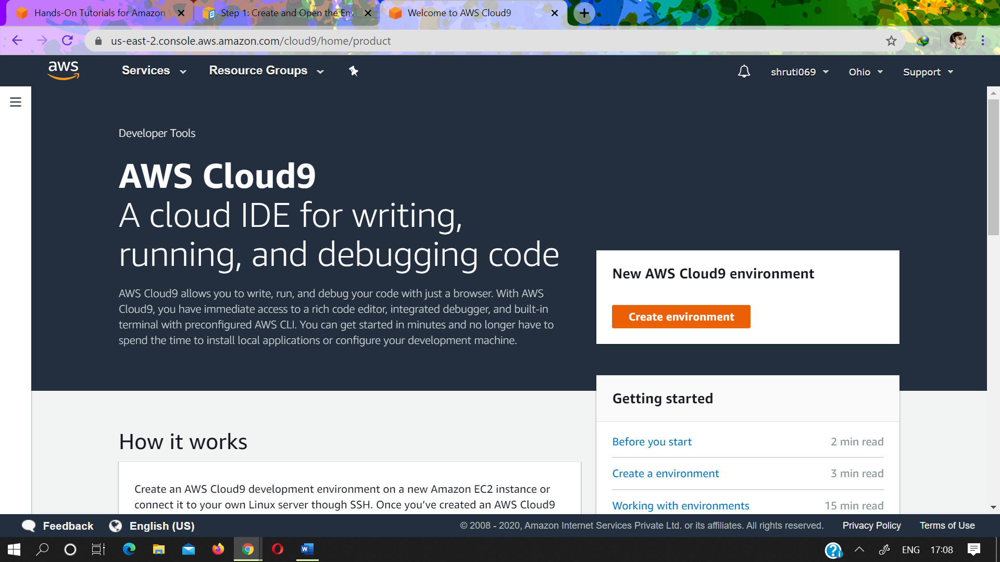 Hands-On Tutorials for Amazon
Step 1: Create and Open the Envi
Welcome to AWS Cloud9
us-east-2.console.aws.amazon.com/cloud9/home/product
aws
Services
Resource Groups
shruti069
Ohio
Support
Developer Tools
AWS Cloud9
A cloud IDE for writing,
running, and debugging code
AWS Cloud9 allows you to write, run, and debug your code with just a browser. With AWS
Cloud9, you have immediate access to a rich code editor, integrated debugger, and built-in
terminal with preconfigured AWS CLI. You can get started in minutes and no longer have to
spend the time to install local applications or configure your development machine.
New AWS Cloud9 environment
Create environment
Getting started
Before you start 2 min read
Create a environment 3 min read
Working with environments 15 min read
How it works
Create an AWS Cloud9 development environment on a new Amazon EC2 instance or
connect it to your own Linux server though SSH. Once you’ve created an AWS Cloud9
Feedback
English (US)
© 2008 - 2020, Amazon Internet Services Private Ltd. or its affiliates. All rights reserved.
Privacy Policy
Terms of Use
ENG
17:08